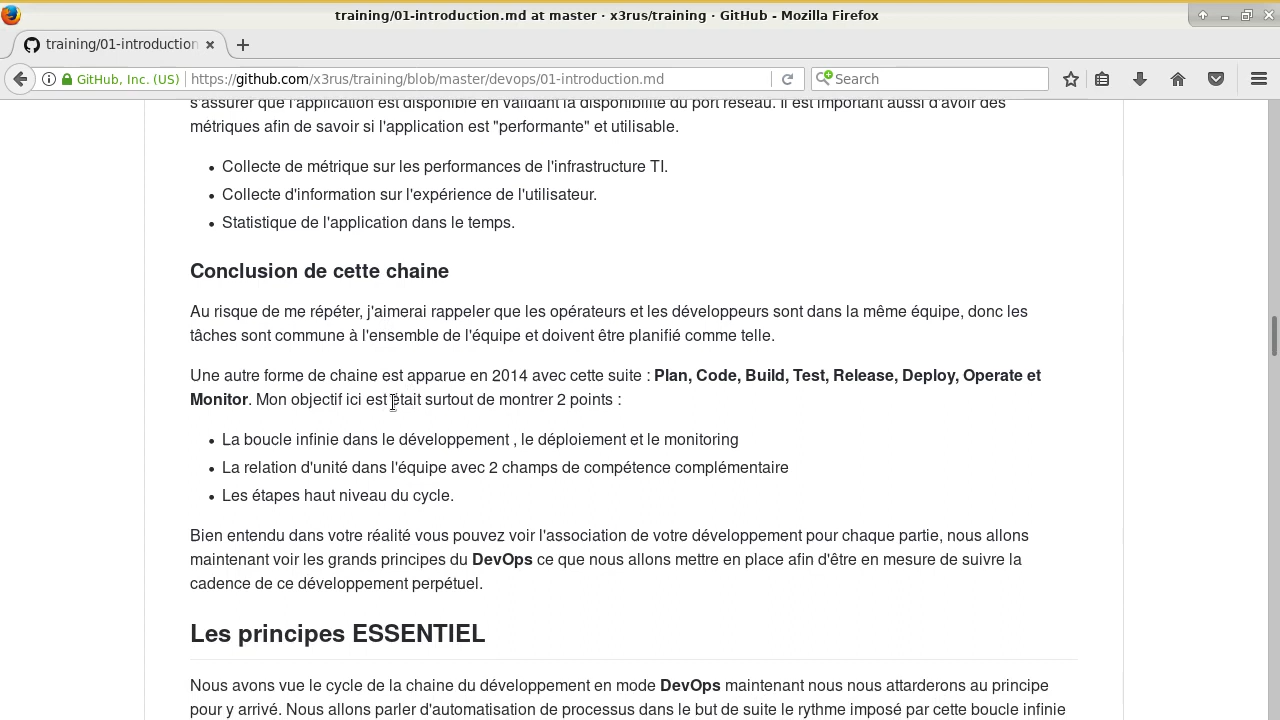 training/01-introduction.md at master · x3rus/training · GitHub - Mozilla Firefox
training/01-introduction
GitHub, Inc. (US) https://github.com/x3rus/training/blob/master/devops/01-introduction.md Search
s'assurer que l'application est disponible en validant la disponibilité du port réseau. Il est important aussi d'avoir des
métriques afin de savoir si l'application est "performante" et utilisable.
• Collecte de métrique sur les performances de l'infrastructure TI.
• Collecte d'information sur l'expérience de l'utilisateur.
• Statistique de l'application dans le temps.
Conclusion de cette chaine
Au risque de me répéter, j'aimerai rappeler que les opérateurs et les développeurs sont dans la même équipe, donc les
tâches sont commune à l'ensemble de l'équipe et doivent être planifié comme telle.
Une autre forme de chaine est apparue en 2014 avec cette suite : Plan, Code, Build, Test, Release, Deploy, Operate et
Monitor. Mon objectif ici est était surtout de montrer 2 points :
• La boucle infinie dans le développement , le déploiement et le monitoring
• La relation d'unité dans l'équipe avec 2 champs de compétence complémentaire
• Les étapes haut niveau du cycle.
Bien entendu dans votre réalité vous pouvez voir l'association de votre développement pour chaque partie, nous allons
maintenant voir les grands principes du DevOps ce que nous allons mettre en place afin d'être en mesure de suivre la
cadence de ce développement perpétuel.
Les principes ESSENTIEL
Nous avons vue le cycle de la chaine du développement en mode DevOps maintenant nous nous attarderons au principe
pour y arrivé. Nous allons parler d'automatisation de processus dans le but de suite le rythme imposé par cette boucle infinie